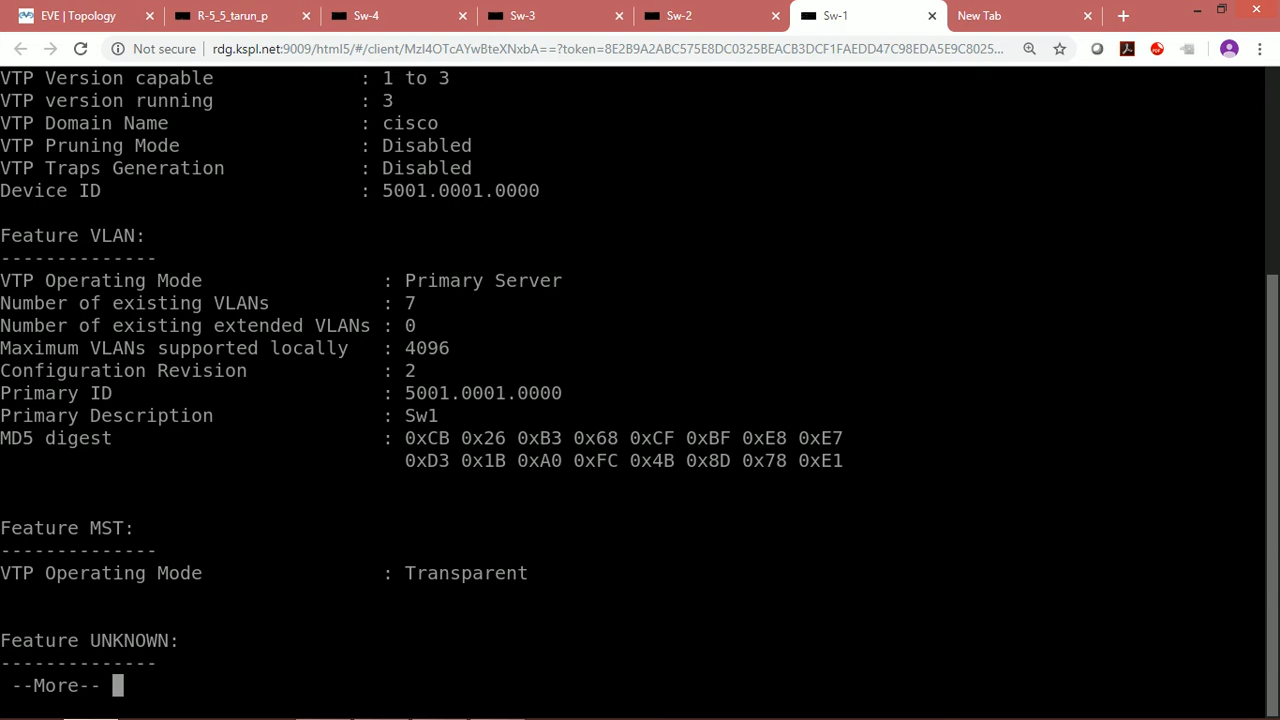 EVE | Topology
R-5_5_tarun_p
Sw-4
Sw-3
Sw-2
Sw-1
New Tab
Not secure
rdg.kspl.net:9009/html5/#/client/MzI4OTcAYwBteXNxbA==?token=8E2B9A2ABC575E8DC0325BEACB3DCF1FAEDD47C98EDA5E9C8025...
VTP Version capable : 1 to 3
VTP version running : 3
VTP Domain Name : cisco
VTP Pruning Mode : Disabled
VTP Traps Generation : Disabled
Device ID : 5001.0001.0000
Feature VLAN:
--------------
VTP Operating Mode : Primary Server
Number of existing VLANs : 7
Number of existing extended VLANs : 0
Maximum VLANs supported locally : 4096
Configuration Revision : 2
Primary ID : 5001.0001.0000
Primary Description : Sw1
MD5 digest : 0xCB 0x26 0xB3 0x68 0xCF 0xBF 0xE8 0xE7
0xD3 0x1B 0xA0 0xFC 0x4B 0x8D 0x78 0xE1
Feature MST:
--------------
VTP Operating Mode : Transparent
Feature UNKNOWN:
--------------
--More--